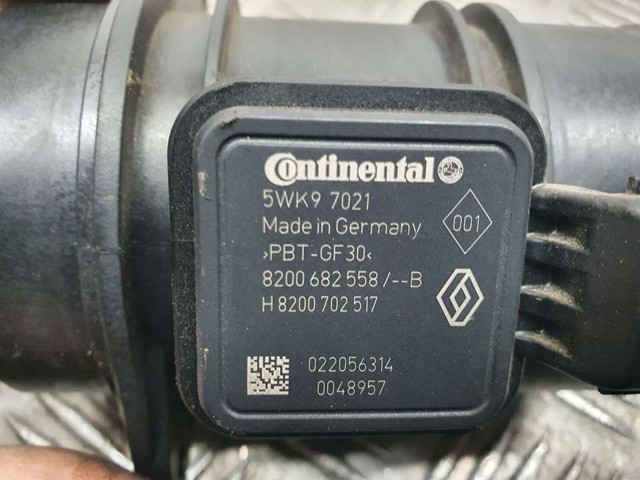 Continental
5WK9 7021
Made in Germany
001
>PBT-GF30<
8200 682 558 /--B
H 8200 702 517
022056314
0048957